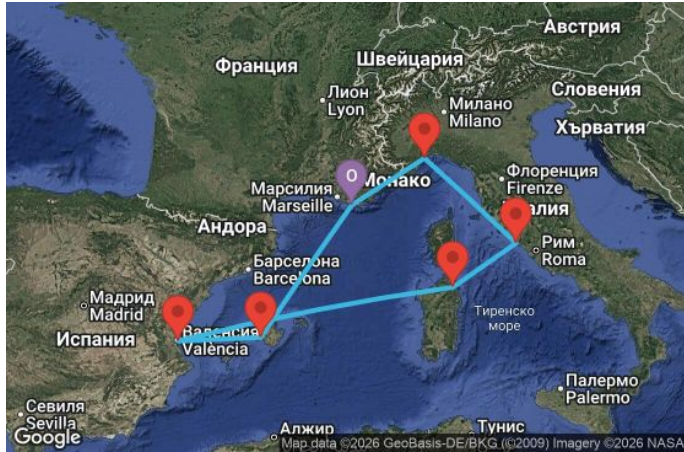 Австрия
Швейцария
Франция
Словения
Лион
Lyon
Милано
Milano
Хърватия
Монако
Марсилия
Marseille
Флоренция
Firenze
алия
Андора
Рим
Roma
Барселона
Barcelona
Мадрид
Madrid
Тиренско
море
Валенсия
València
Испания
Палермо
Palermo
Севиля
Sevilla
Алжир
Тунис
Google
Map data ©2026 GeoBasis-DE/BKG (©2009) Imagery ©2026 NASA
O